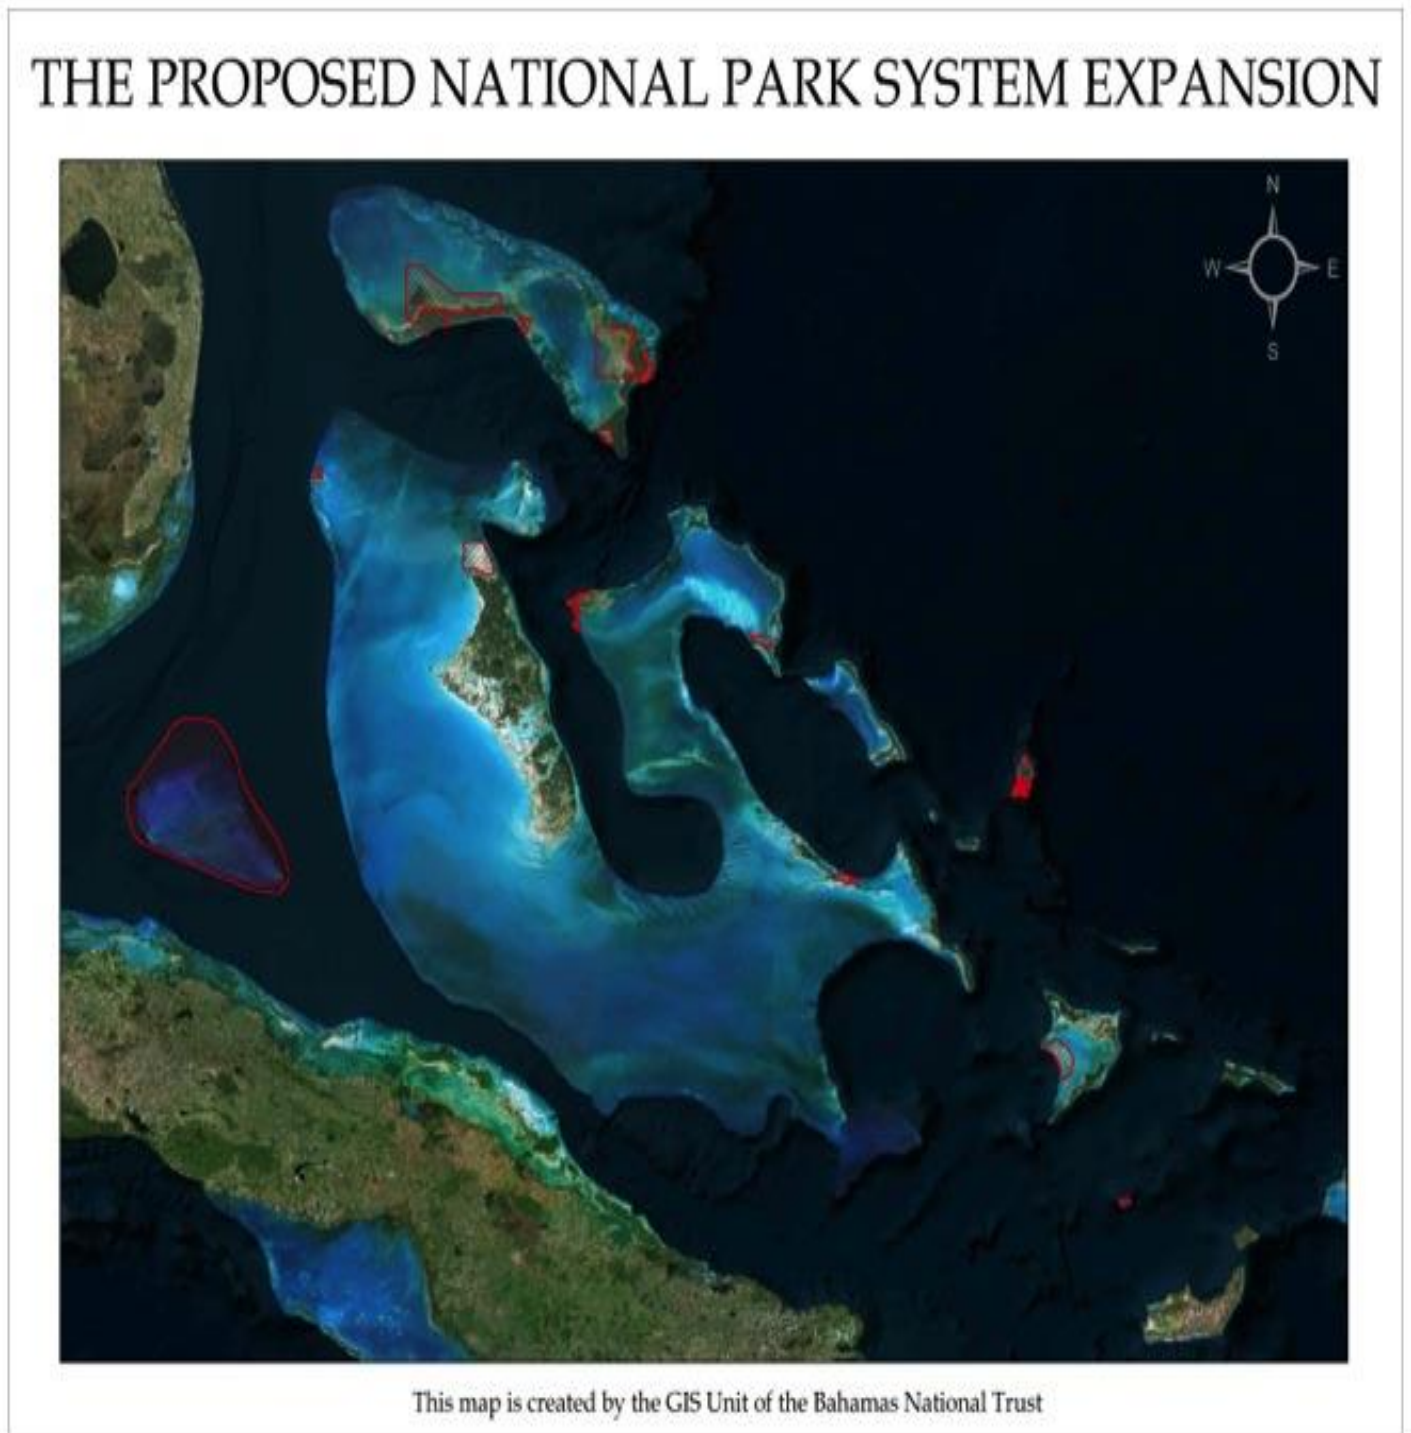 THE PROPOSED NATIONAL PARK SYSTEM EXPANSION
N
W E
S
This map is created by the GIS Unit of the Bahamas National Trust